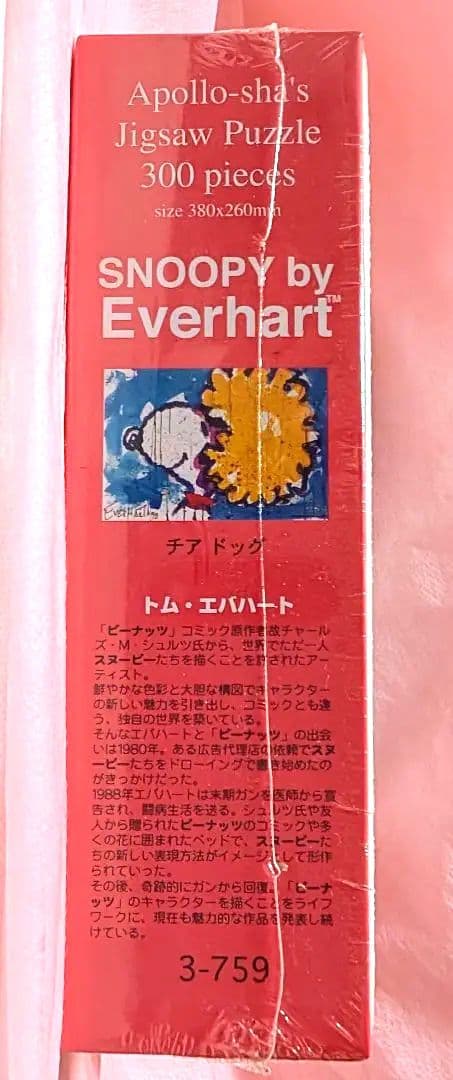 Apollo-sha's
Jigsaw Puzzle
300 pieces
size 380x260mm
SNOOPY by
Everhart™
チア ドッグ
トム・エバハート
「ピーナッツ」コミック原作者故チャール
ズ・M・シュルツ氏から、世界でただ一人
スヌーピーたちを描くことを許されたアー
ティスト。
鮮やかな色彩と大胆な構図でキャラクター
の新しい魅力を引き出し、コミックとも違
う、独自の世界を築いている。
そんなエバハートと「ピーナッツ」の出会
いは1980年。ある広告代理店の依頼でスヌ
ーピーたちをドローイングで書き始めたの
がきっかけだった。
1988年エバハートは末期ガンを医師から宣
告され、闘病生活を送る。シュルツ氏や友
人から贈られたピーナッツのコミックや多
くの花に囲まれたベッドで、スヌーピーた
ちの新しい表現方法がイメージとして形作
られていった。
その後、奇跡的にガンから回復。「ピーナ
ッツ」のキャラクターを描くことをライフ
ワークに、現在も魅力的な作品を発表し続
けている。
3-759